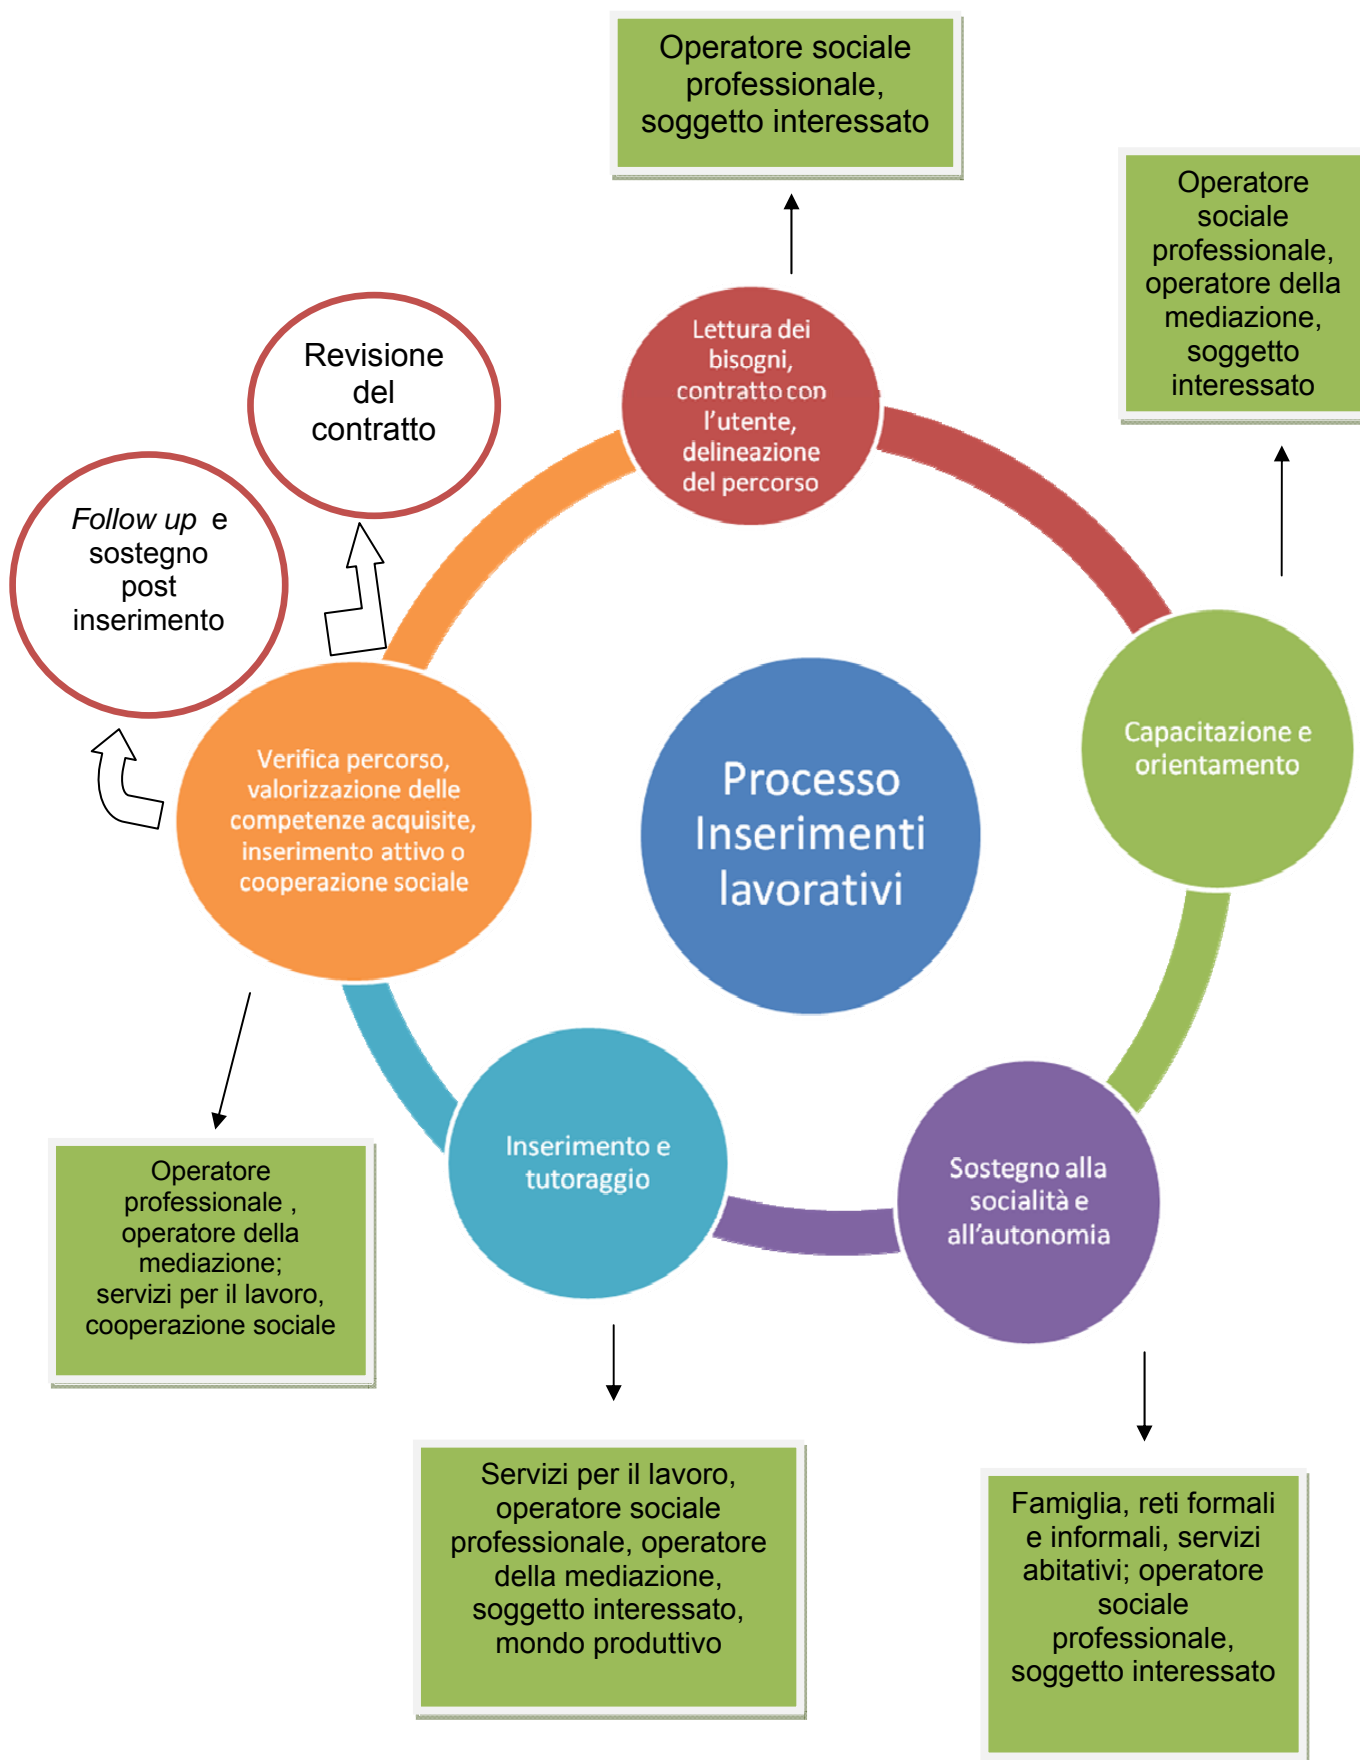 Operatore sociale
professionale,
soggetto interessato
Operatore
sociale
professionale,
operatore della
mediazione,
soggetto
interessato
Lettura dei
bisogni,
contratto con
l'utente,
delineazione
del percorso
Revisione
del
contratto
Follow up e
sostegno
post
inserimento
Capacitazione e
orientamento
Processo
Inserimenti
lavorativi
Verifica percorso,
valorizzazione delle
competenze acquisite,
inserimento attivo o
cooperazione sociale
Inserimento e
tutoraggio
Sostegno alla
socialità e
all'autonomia
Operatore
professionale ,
operatore della
mediazione;
servizi per il lavoro,
cooperazione sociale
Servizi per il lavoro,
operatore sociale
professionale, operatore
della mediazione,
soggetto interessato,
mondo produttivo
Famiglia, reti formali
e informali, servizi
abitativi; operatore
sociale
professionale,
soggetto interessato